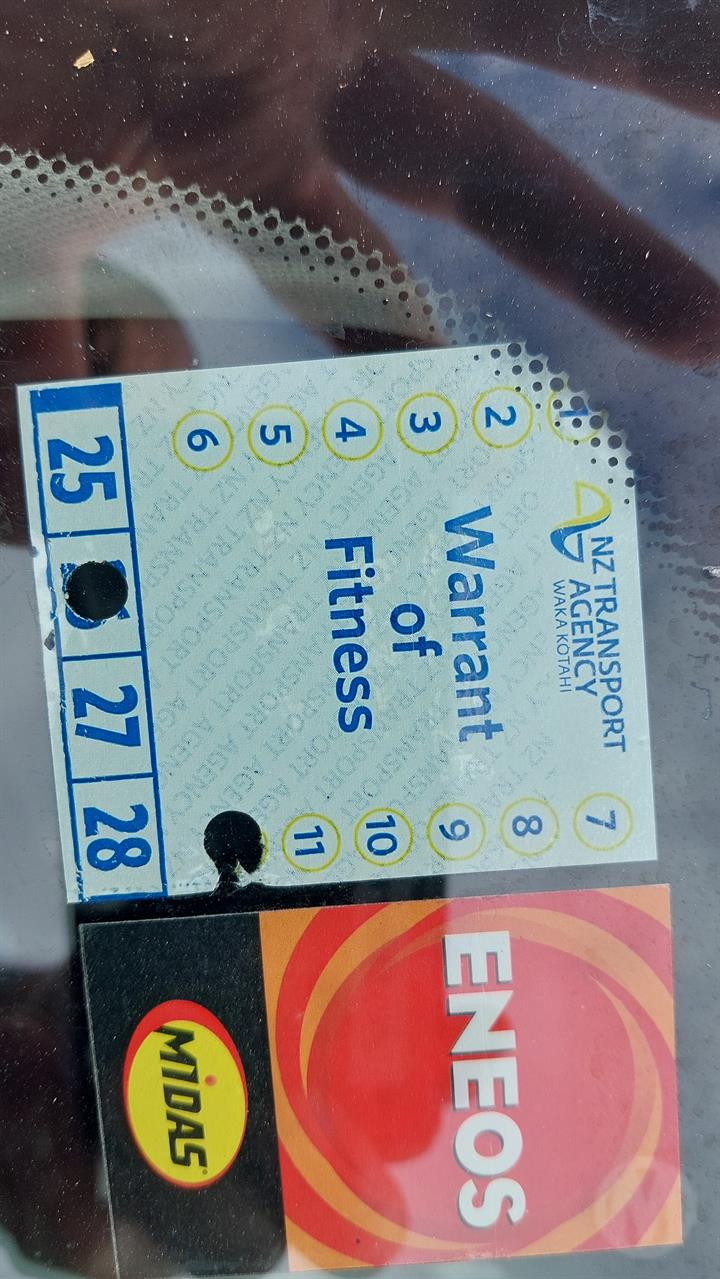 NZ TRANSPORT
AGENCY
WAKA KOTAHI
1
2
3
4
5
6
7
8
9
10
11
Warrant
of
Fitness
25 27 28
ENEOS
MIDAS